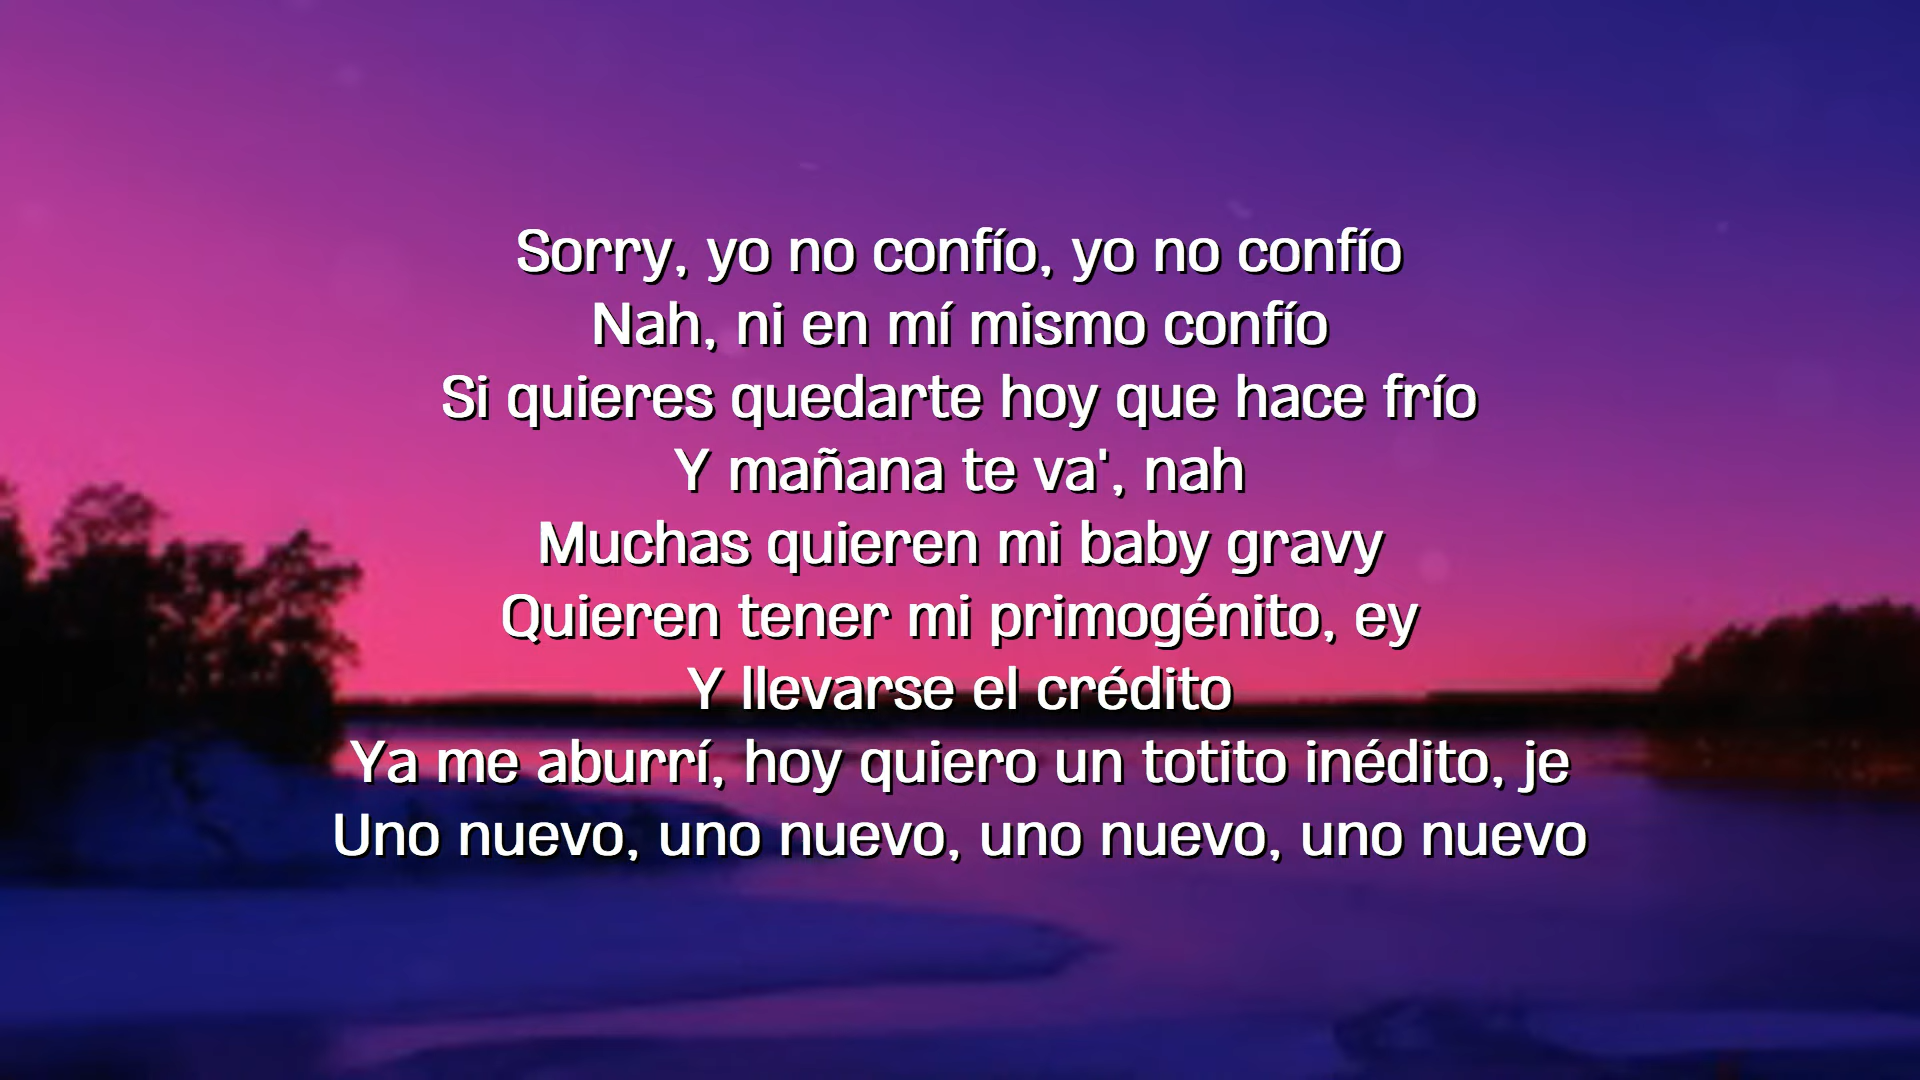 Sorry, yo no confío, yo no confío
Nah, ni en mí mismo confío
Si quieres quedarte hoy que hace frío
Y mañana te va', nah
Muchas quieren mi baby gravy
Quieren tener mi primogénito, ey
Y llevarse el crédito
Ya me aburrí, hoy quiero un totito inédito, je
Uno nuevo, uno nuevo, uno nuevo, uno nuevo